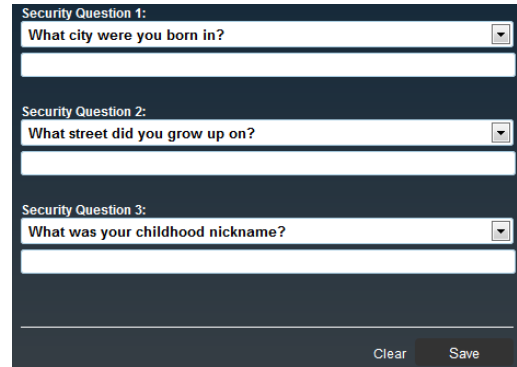 Security Question 1:
What city were you born in?
Security Question 2:
What street did you grow up on?
Security Question 3:
What was your childhood nickname?
Clear Save